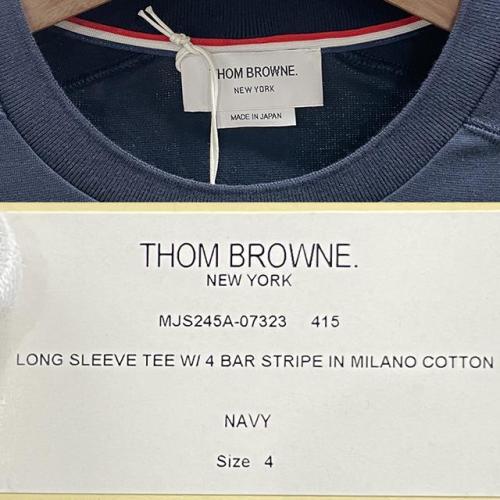 THOM BROWNE.
NEW YORK
MADE IN JAPAN
THOM BROWNE.
NEW YORK
MJS245A-07323 415
LONG SLEEVE TEE W/ 4 BAR STRIPE IN MILANO COTTON
NAVY
Size 4